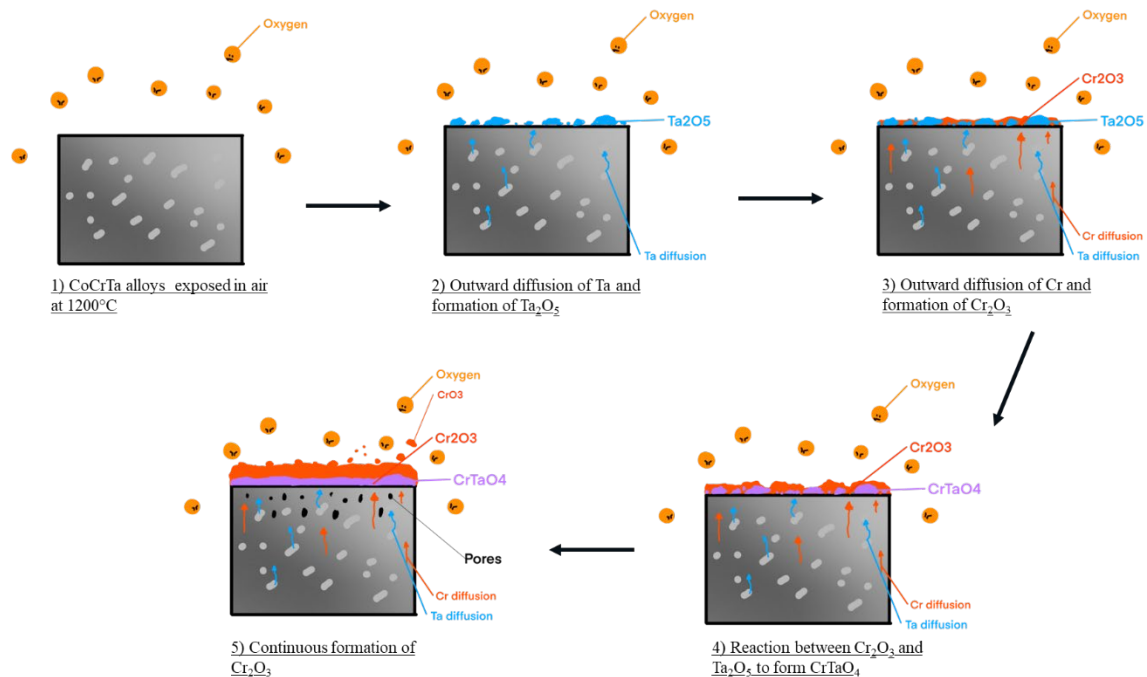 Oxygen
1) CoCrTa alloys exposed in air
at 1200°C
Oxygen
Ta2O5
Ta diffusion
2) Outward diffusion of Ta and
formation of Ta₂O₅
Oxygen
Cr2O3
Ta2O5
Cr diffusion
Ta diffusion
3) Outward diffusion of Cr and
formation of Cr₂O₃
Oxygen
CrO3
Cr2O3
CrTaO4
Pores
Cr diffusion
Ta diffusion
5) Continuous formation of
Cr₂O₃
Oxygen
Cr2O3
CrTaO4
Cr diffusion
Ta diffusion
4) Reaction between Cr₂O₃ and
Ta₂O₅ to form CrTaO₄